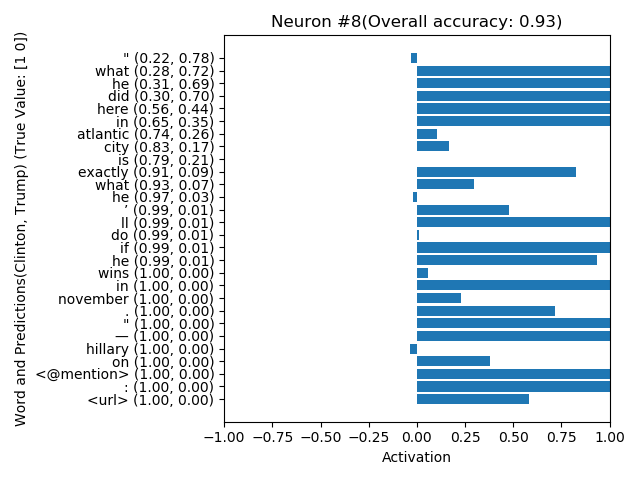 Neuron #8(Overall accuracy: 0.93)
Word and Predictions(Clinton, Trump) (True Value: [1 0])
" (0.22, 0.78)
what (0.28, 0.72)
he (0.31, 0.69)
did (0.30, 0.70)
here (0.56, 0.44)
in (0.65, 0.35)
atlantic (0.74, 0.26)
city (0.83, 0.17)
is (0.79, 0.21)
exactly (0.91, 0.09)
what (0.93, 0.07)
he (0.97, 0.03)
’ (0.99, 0.01)
ll (0.99, 0.01)
do (0.99, 0.01)
if (0.99, 0.01)
he (0.99, 0.01)
wins (1.00, 0.00)
in (1.00, 0.00)
november (1.00, 0.00)
. (1.00, 0.00)
" (1.00, 0.00)
— (1.00, 0.00)
hillary (1.00, 0.00)
on (1.00, 0.00)
<@mention> (1.00, 0.00)
: (1.00, 0.00)
<url> (1.00, 0.00)
−1.00 −0.75 −0.50 −0.25 0.00 0.25 0.50 0.75 1.00
Activation